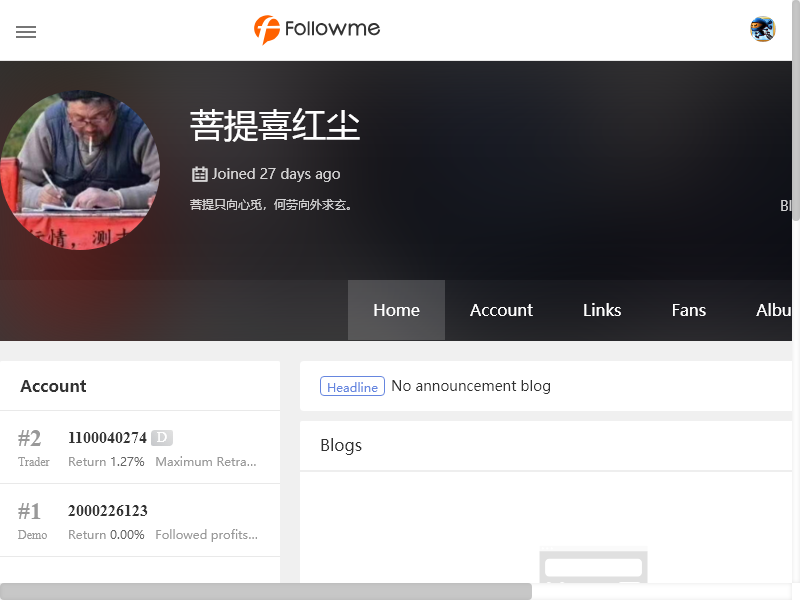 Followme
菩提喜红尘
Joined 27 days ago
菩提只向心觅，何劳向外求玄。
Home Account Links Fans Albu
Account
Headline No announcement blog
#2 1100040274 D
Trader Return 1.27% Maximum Retra...
#1 2000226123
Demo Return 0.00% Followed profits...
Blogs